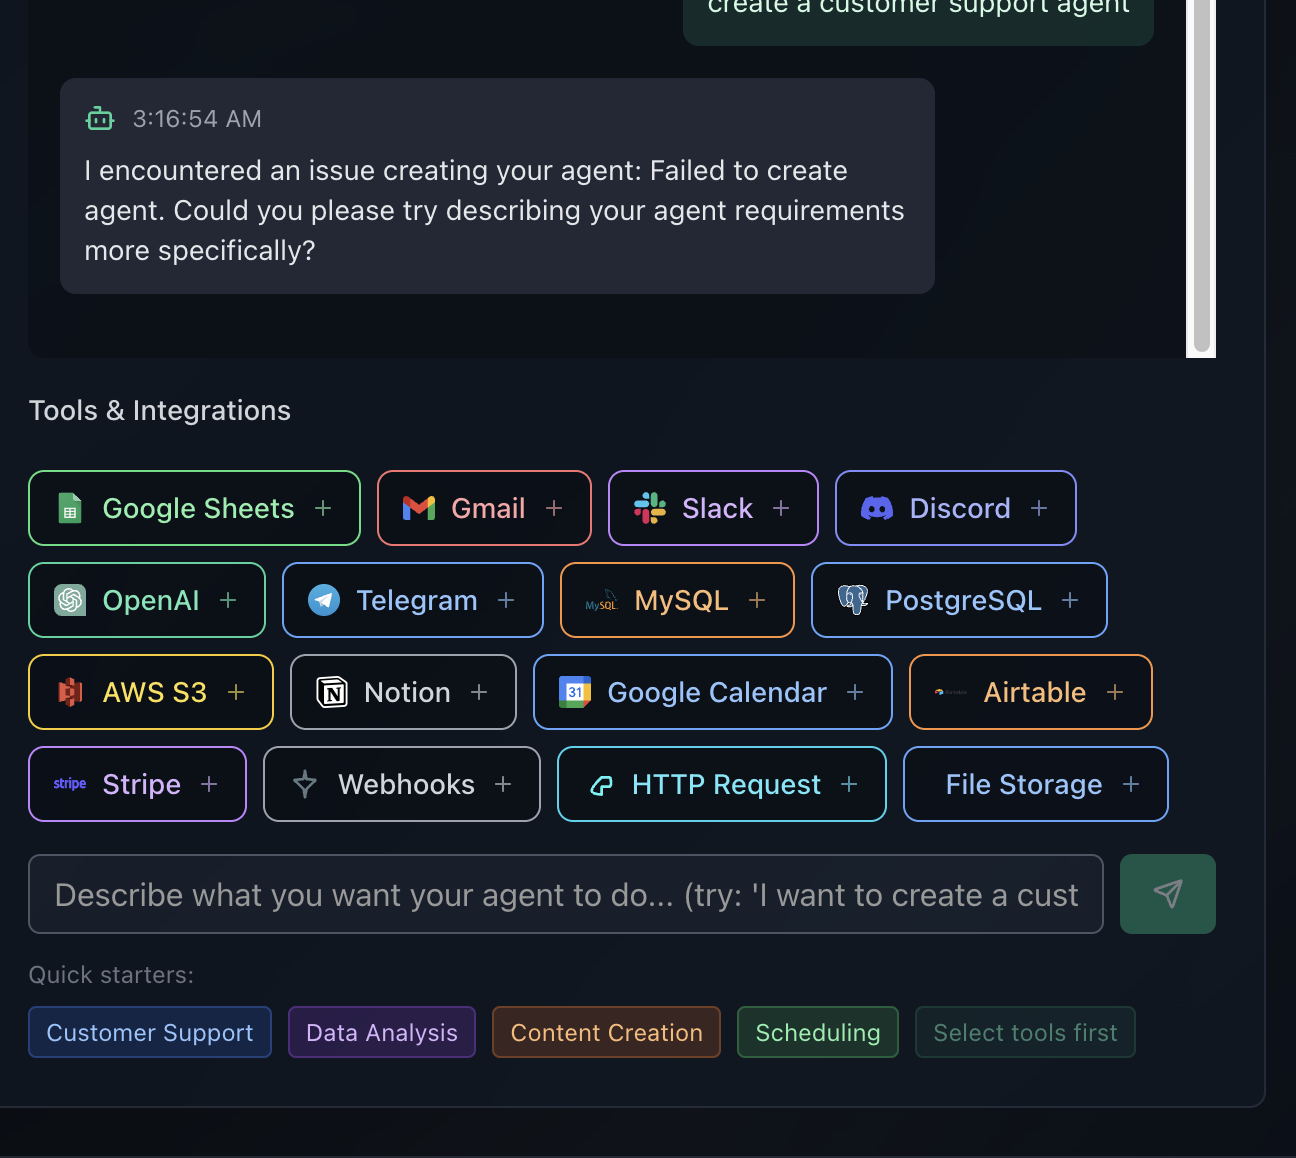 create a customer support agent
3:16:54 AM
I encountered an issue creating your agent: Failed to create
agent. Could you please try describing your agent requirements
more specifically?
Tools & Integrations
Google Sheets +
Gmail +
Slack +
Discord +
OpenAI +
Telegram +
MySQL MySQL +
PostgreSQL +
AWS S3 +
N Notion +
31 Google Calendar +
Airtable +
stripe Stripe +
Webhooks +
HTTP Request +
File Storage +
Describe what you want your agent to do... (try: 'I want to create a cust
Quick starters:
Customer Support
Data Analysis
Content Creation
Scheduling
Select tools first